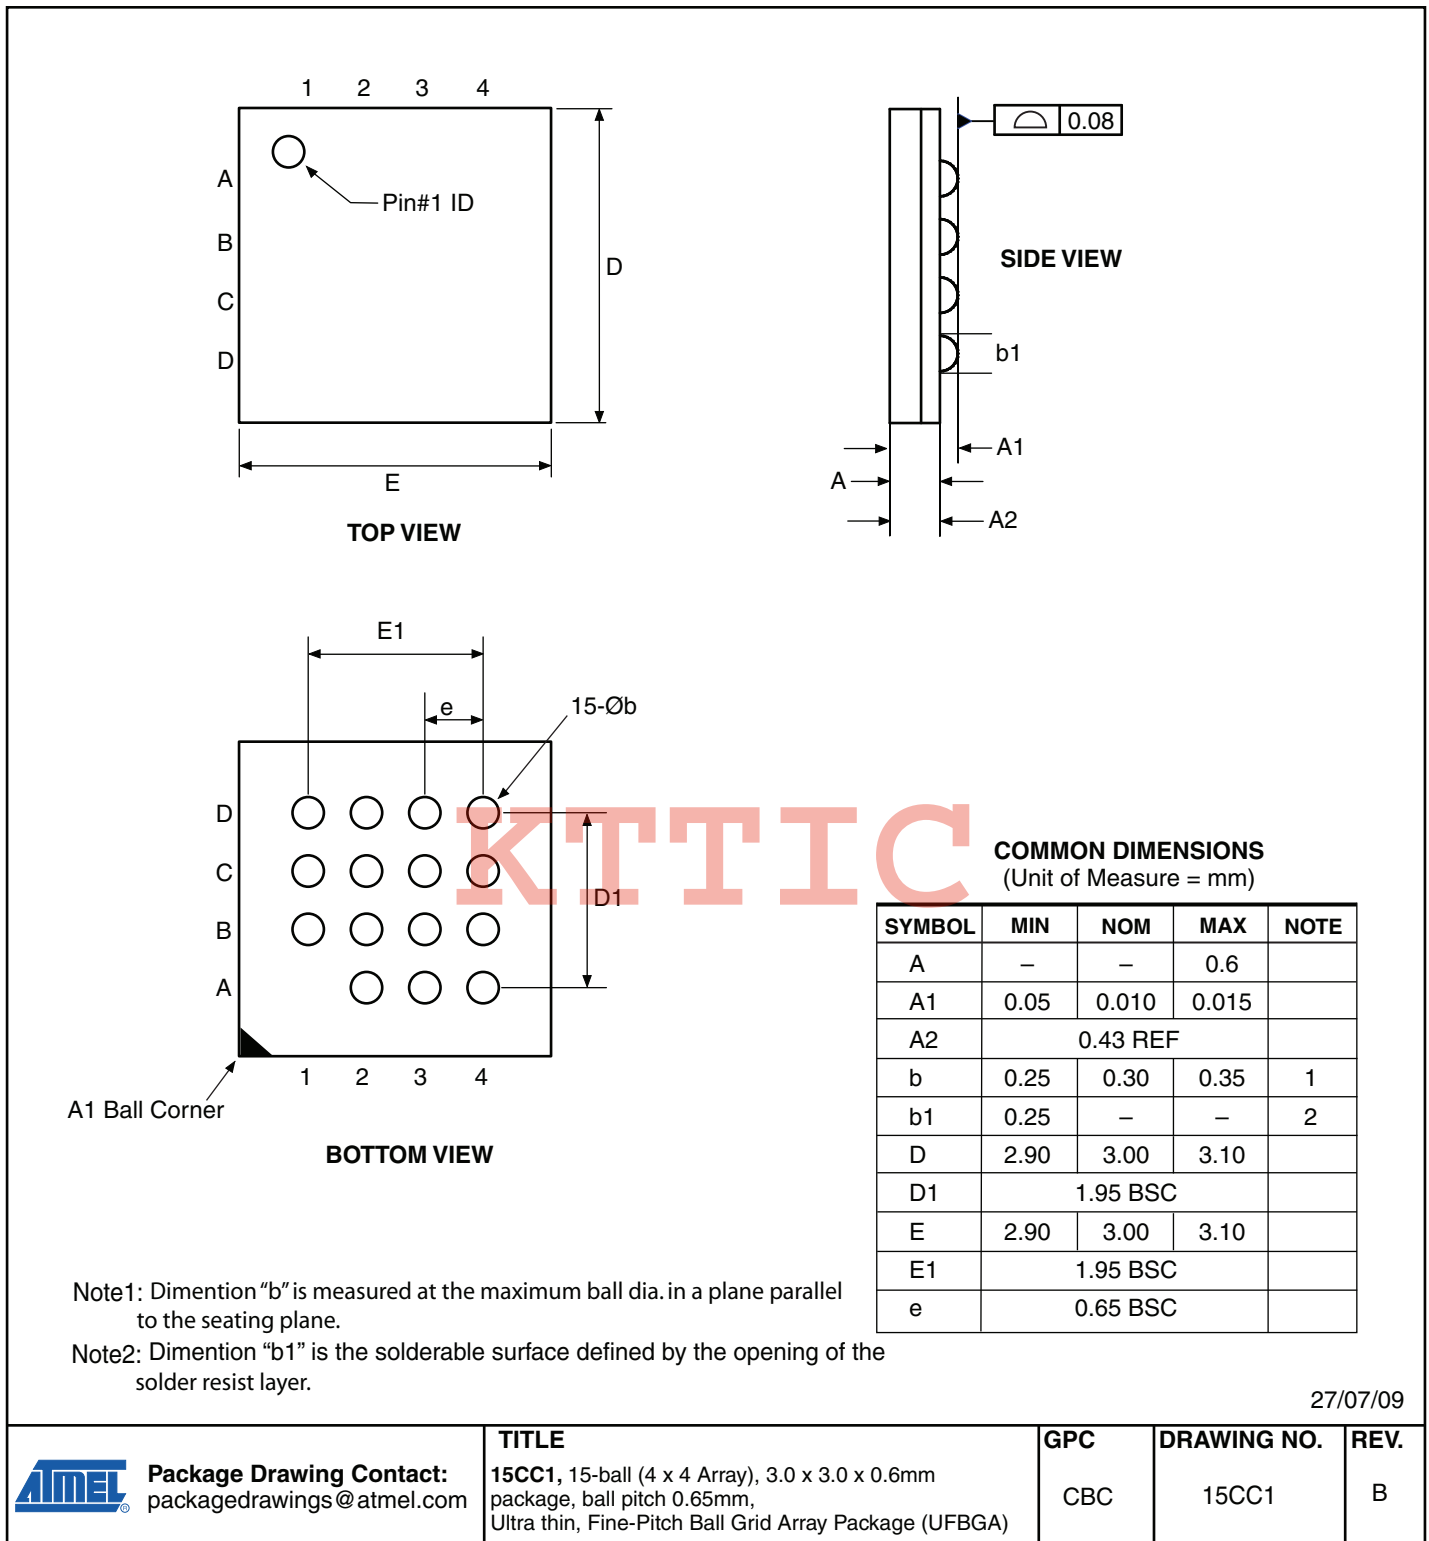 1 2 3 4
A
B
C
D
Pin#1 ID
D
E
TOP VIEW
0.08
SIDE VIEW
b1
A1
A
A2
E1
e
15-Øb
D
C
B
A
D1
1 2 3 4
A1 Ball Corner
BOTTOM VIEW
KTTIC
COMMON DIMENSIONS
(Unit of Measure = mm)
SYMBOL MIN NOM MAX NOTE
A – – 0.6
A1 0.05 0.010 0.015
A2 0.43 REF
b 0.25 0.30 0.35 1
b1 0.25 – – 2
D 2.90 3.00 3.10
D1 1.95 BSC
E 2.90 3.00 3.10
E1 1.95 BSC
e 0.65 BSC
Note1: Dimention “b” is measured at the maximum ball dia. in a plane parallel
to the seating plane.
Note2: Dimention “b1” is the solderable surface defined by the opening of the
solder resist layer.
27/07/09
ATMEL ®
Package Drawing Contact:
packagedrawings@atmel.com
TITLE
15CC1, 15-ball (4 x 4 Array), 3.0 x 3.0 x 0.6mm
package, ball pitch 0.65mm,
Ultra thin, Fine-Pitch Ball Grid Array Package (UFBGA)
GPC
CBC
DRAWING NO.
15CC1
REV.
B